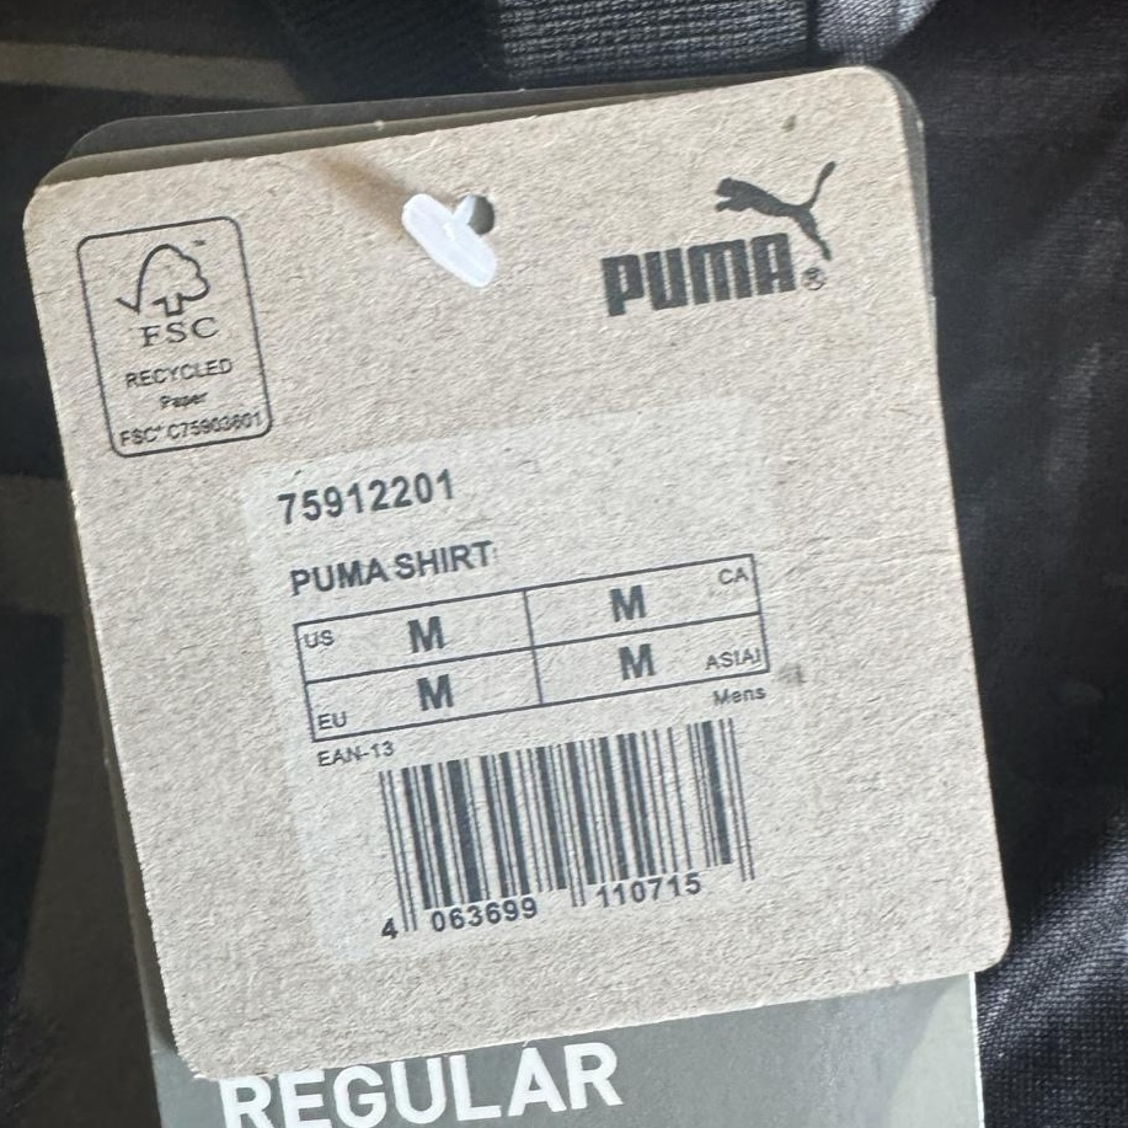 PUMA®
™
FSC
RECYCLED
Paper
FSC® C75903601
75912201
PUMA SHIRT
US M M CA
EU M M ASIA
Mens
EAN-13
4 063699 110715
REGULAR